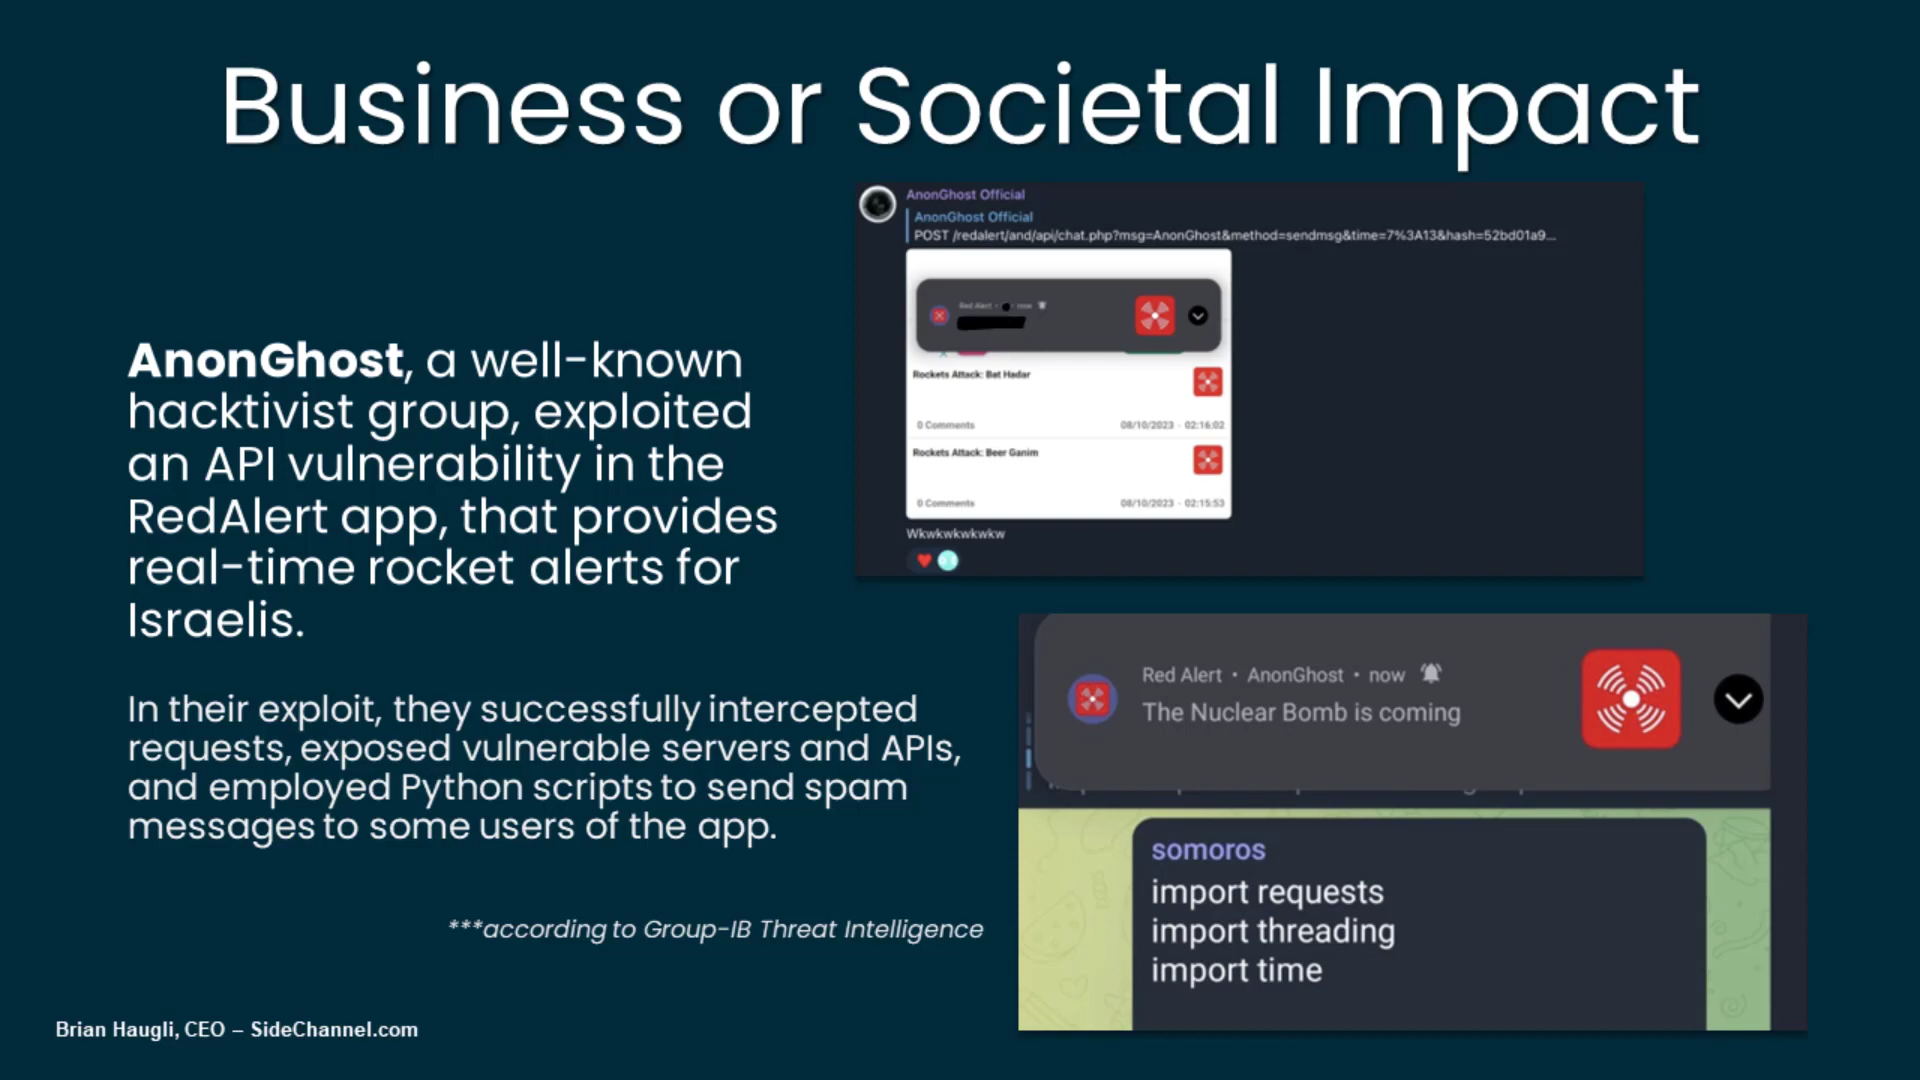 Business or Societal Impact
AnonGhost Official
AnonGhost Official
POST /redalert/and/api/chat.php?msg=AnonGhost&method=sendmsg&time=7%3A13&hash=52bd01a9...
Red Alert • now
Rockets Attack: Bat Hadar
0 Comments 08/10/2023 - 02:16:02
Rockets Attack: Beer Ganim
0 Comments 08/10/2023 - 02:15:53
Wkwkwkwkwkw
AnonGhost, a well-known
hacktivist group, exploited
an API vulnerability in the
RedAlert app, that provides
real-time rocket alerts for
Israelis.
In their exploit, they successfully intercepted
requests, exposed vulnerable servers and APIs,
and employed Python scripts to send spam
messages to some users of the app.
***according to Group-IB Threat Intelligence
Red Alert • AnonGhost • now
The Nuclear Bomb is coming
somoros
import requests
import threading
import time
Brian Haugli, CEO – SideChannel.com